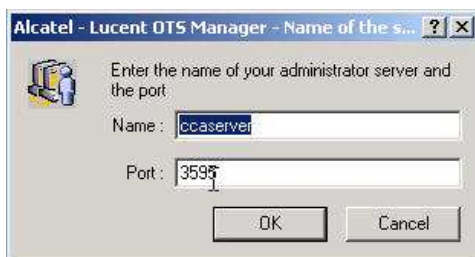 Alcatel - Lucent OTS Manager - Name of the s...
Enter the name of your administrator server and
the port
Name : ccaserver
Port : 3595
OK Cancel